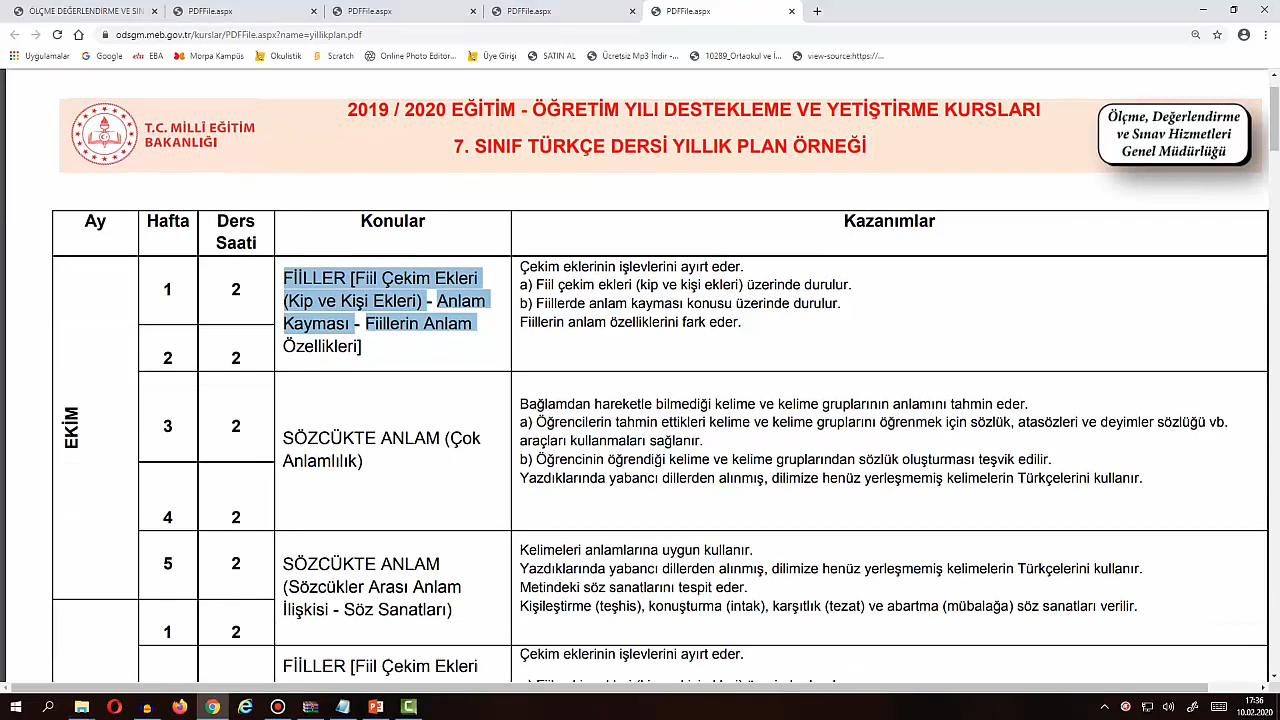 ÖLÇME DEĞERLENDİRME VE SIN
PDFFile.aspx
PDFFile.aspx
PDFFile.aspx
PDFFile.aspx
odsgm.meb.gov.tr/kurslar/PDFFile.aspx?name=yillikplan.pdf
Uygulamalar
Google
EBA
Morpa Kampüs
Okulistik
Scratch
Online Photo Editor...
Üye Girişi
SATIN AL
Ücretsiz Mp3 İndir -...
10289_Ortaokul ve İ...
view-source:https://...
T.C. MİLLÎ EĞİTİM
BAKANLIĞI
2019 / 2020 EĞİTİM - ÖĞRETİM YILI DESTEKLEME VE YETİŞTİRME KURSLARI
7. SINIF TÜRKÇE DERSİ YILLIK PLAN ÖRNEĞİ
Ölçme, Değerlendirme
ve Sınav Hizmetleri
Genel Müdürlüğü
Ay
Hafta
Ders
Saati
Konular
Kazanımlar
EKİM
1
2
2
2
FİİLLER [Fiil Çekim Ekleri
(Kip ve Kişi Ekleri) - Anlam
Kayması - Fiillerin Anlam
Özellikleri]
Çekim eklerinin işlevlerini ayırt eder.
a) Fiil çekim ekleri (kip ve kişi ekleri) üzerinde durulur.
b) Fiillerde anlam kayması konusu üzerinde durulur.
Fiillerin anlam özelliklerini fark eder.
3
2
4
2
SÖZCÜKTE ANLAM (Çok
Anlamlılık)
Bağlamdan hareketle bilmediği kelime ve kelime gruplarının anlamını tahmin eder.
a) Öğrencilerin tahmin ettikleri kelime ve kelime gruplarını öğrenmek için sözlük, atasözleri ve deyimler sözlüğü vb.
araçları kullanmaları sağlanır.
b) Öğrencinin öğrendiği kelime ve kelime gruplarından sözlük oluşturması teşvik edilir.
Yazdıklarında yabancı dillerden alınmış, dilimize henüz yerleşmemiş kelimelerin Türkçelerini kullanır.
5
2
1
2
SÖZCÜKTE ANLAM
(Sözcükler Arası Anlam
İlişkisi - Söz Sanatları)
Kelimeleri anlamlarına uygun kullanır.
Yazdıklarında yabancı dillerden alınmış, dilimize henüz yerleşmemiş kelimelerin Türkçelerini kullanır.
Metindeki söz sanatlarını tespit eder.
Kişileştirme (teşhis), konuşturma (intak), karşıtlık (tezat) ve abartma (mübalağa) söz sanatları verilir.
FİİLLER [Fiil Çekim Ekleri
Çekim eklerinin işlevlerini ayırt eder.
17:36
10.02.2020